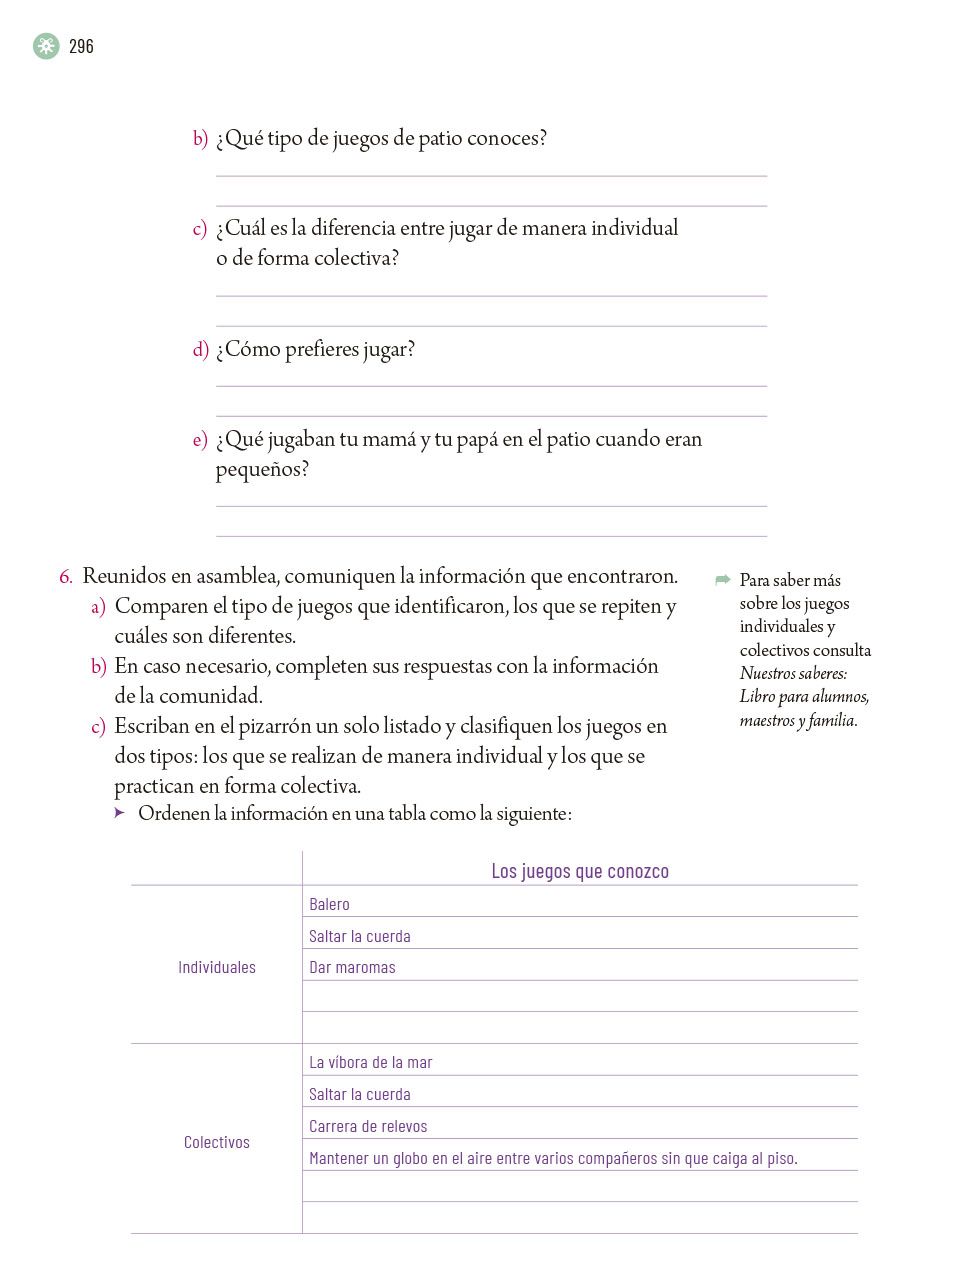 296
b) ¿Qué tipo de juegos de patio conoces?
c) ¿Cuál es la diferencia entre jugar de manera individual
o de forma colectiva?
d) ¿Cómo prefieres jugar?
e) ¿Qué jugaban tu mamá y tu papá en el patio cuando eran
pequeños?
6. Reunidos en asamblea, comuniquen la información que encontraron.
a) Comparen el tipo de juegos que identificaron, los que se repiten y
cuáles son diferentes.
b) En caso necesario, completen sus respuestas con la información
de la comunidad.
c) Escriban en el pizarrón un solo listado y clasifiquen los juegos en
dos tipos: los que se realizan de manera individual y los que se
practican en forma colectiva.
➤ Ordenen la información en una tabla como la siguiente:
Para saber más
sobre los juegos
individuales y
colectivos consulta
Nuestros saberes:
Libro para alumnos,
maestros y familia.
Los juegos que conozco
Individuales
Balero
Saltar la cuerda
Dar maromas
Colectivos
La víbora de la mar
Saltar la cuerda
Carrera de relevos
Mantener un globo en el aire entre varios compañeros sin que caiga al piso.